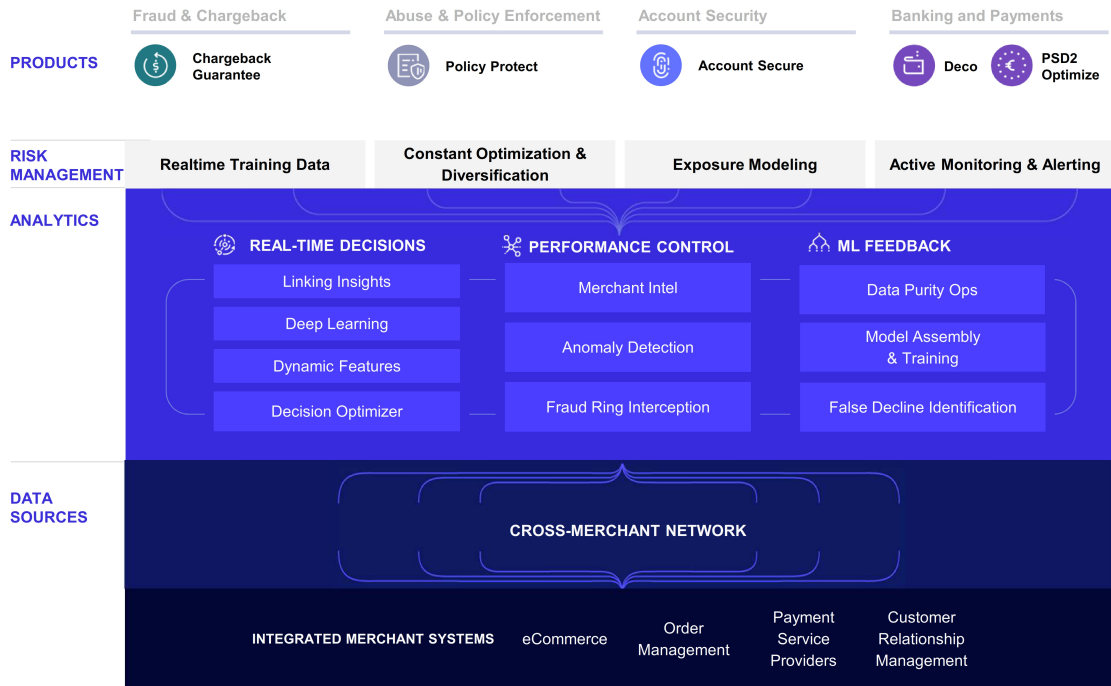 Fraud & Chargeback
Abuse & Policy Enforcement
Account Security
Banking and Payments
PRODUCTS
Chargeback
Guarantee
Policy Protect
Account Secure
Deco
PSD2
Optimize
RISK
MANAGEMENT
Realtime Training Data
Constant Optimization &
Diversification
Exposure Modeling
Active Monitoring & Alerting
ANALYTICS
REAL-TIME DECISIONS
Linking Insights
Deep Learning
Dynamic Features
Decision Optimizer
PERFORMANCE CONTROL
Merchant Intel
Anomaly Detection
Fraud Ring Interception
ML FEEDBACK
Data Purity Ops
Model Assembly
& Training
False Decline Identification
DATA
SOURCES
CROSS-MERCHANT NETWORK
INTEGRATED MERCHANT SYSTEMS
eCommerce
Order
Management
Payment
Service
Providers
Customer
Relationship
Management